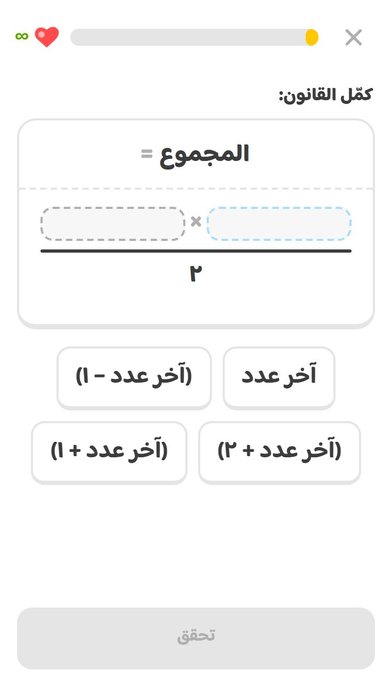 ∞
كمّل القانون:
المجموع =
×
٢
آخر عدد
(آخر عدد – ١)
(آخر عدد + ٢)
(آخر عدد + ١)
تحقق